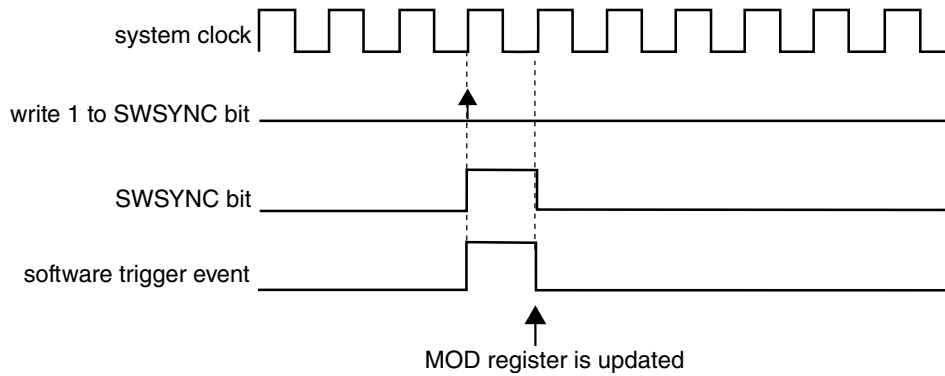 system clock
write 1 to SWSYNC bit
SWSYNC bit
software trigger event
MOD register is updated